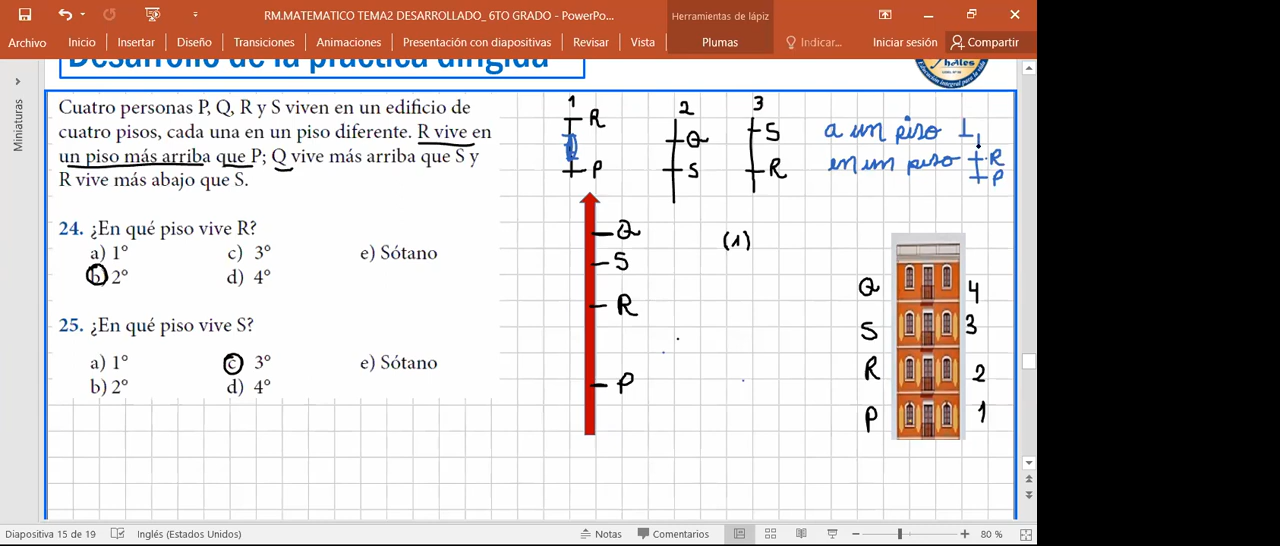 RM.MATEMATICO TEMA2 DESARROLLADO_ 6TO GRADO - PowerPo...
Herramientas de lápiz
Archivo Inicio Insertar Diseño Transiciones Animaciones Presentación con diapositivas Revisar Vista Plumas Indicar... Iniciar sesión Compartir
Miniaturas
Desarrollo de la práctica dirigida
Cuatro personas P, Q, R y S viven en un edificio de
cuatro pisos, cada una en un piso diferente. R vive en
un piso más arriba que P; Q vive más arriba que S y
R vive más abajo que S.
24. ¿En qué piso vive R?
a) 1° c) 3° e) Sótano
b) 2° d) 4°
25. ¿En qué piso vive S?
a) 1° c) 3° e) Sótano
b) 2° d) 4°
1 2 3
R
P
Q
S
S
R
a un piso
en un piso R
P
Q
S
R
P
(1)
Q 4
S 3
R 2
P 1
Diapositiva 15 de 19 Inglés (Estados Unidos) Notas Comentarios 80 %